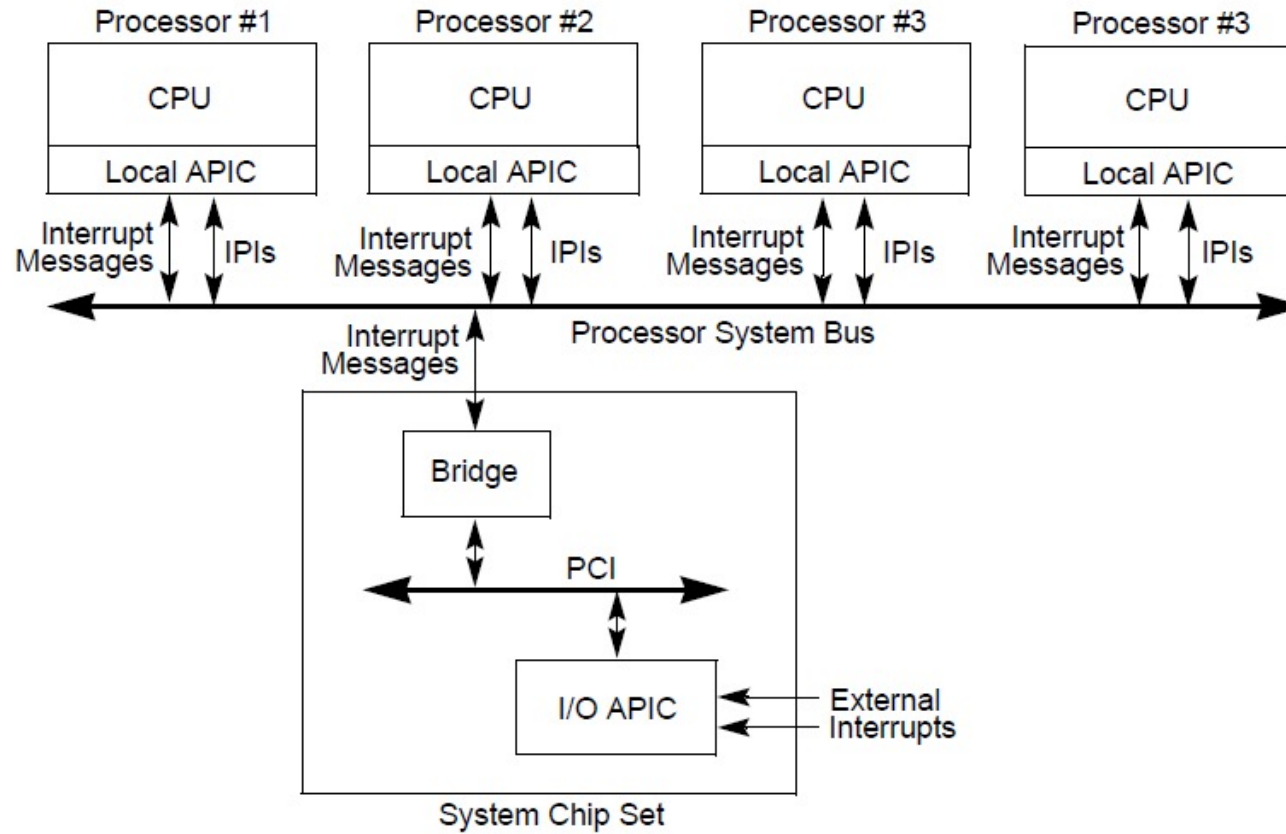 Processor #1
Processor #2
Processor #3
Processor #3
CPU
CPU
CPU
CPU
Local APIC
Local APIC
Local APIC
Local APIC
Interrupt
Messages
IPIs
Interrupt
Messages
IPIs
Interrupt
Messages
IPIs
Interrupt
Messages
IPIs
Interrupt
Messages
Processor System Bus
Bridge
PCI
I/O APIC
External
Interrupts
System Chip Set